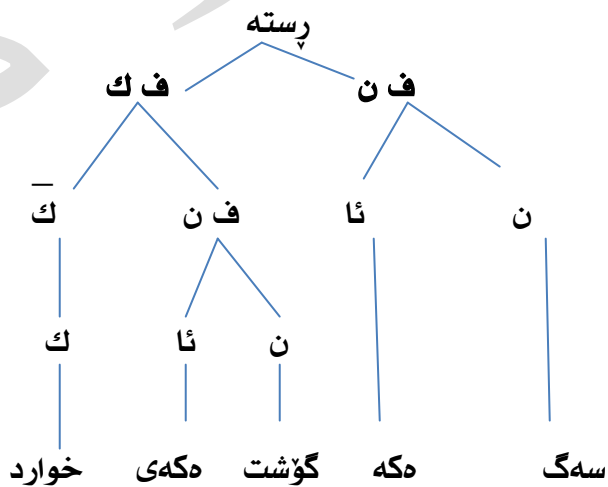 ڕستە
ف ن ف ك
ن ئا ف ن ك̅
ن ئا ك
سەگ ەکە گۆشت ەکەی خوارد